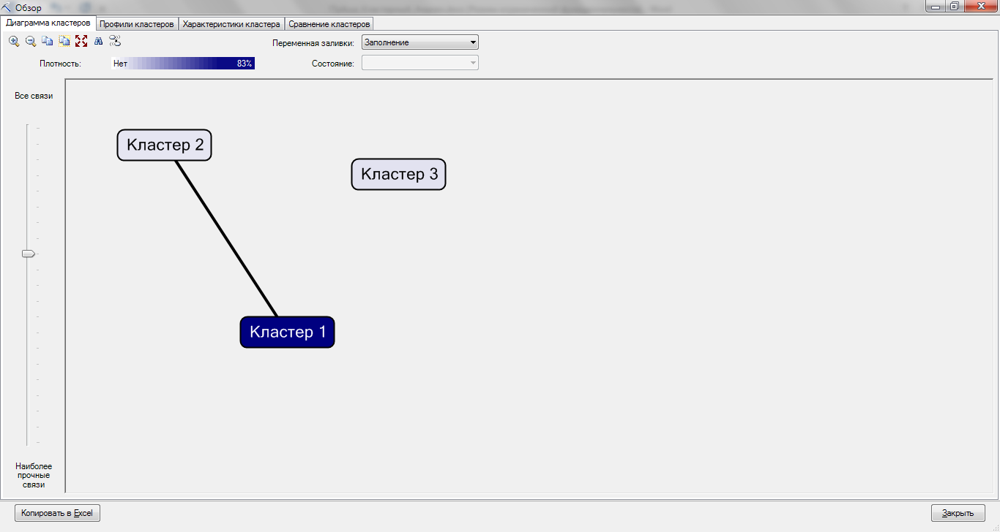 Обзор
Диаграмма кластеров Профили кластеров Характеристики кластера Сравнение кластеров
Переменная заливки: Заполнение
Плотность: Нет 83% Состояние:
Все связи
Кластер 2
Кластер 3
Кластер 1
Наиболее
прочные
связи
Копировать в Excel Закрыть